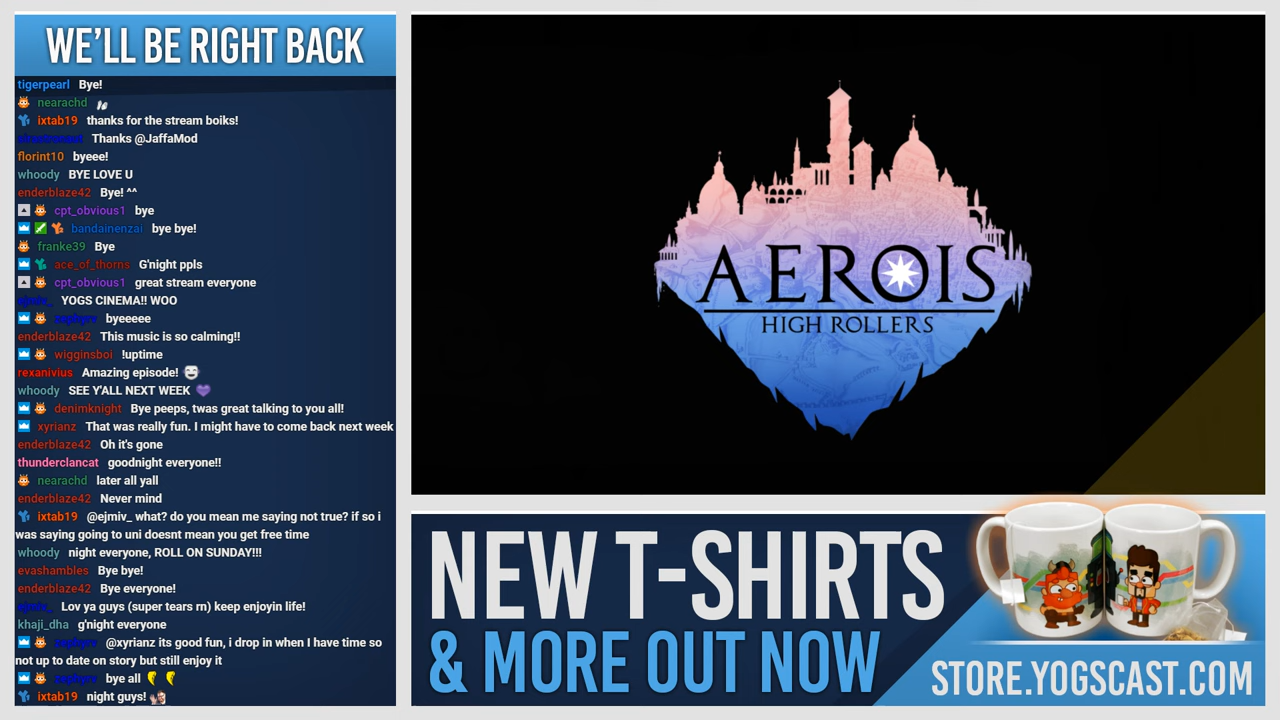 WE'LL BE RIGHT BACK
tigerpearl Bye!
nearachd
ixtab19 thanks for the stream boiks!
Thanks @JaffaMod
florint10 byeee!
whoody BYE LOVE U
enderblaze42 Bye! ^^
cpt_obvious1 bye
bandainenzai bye bye!
franke39 Bye
ace_of_thorns G'night ppls
cpt_obvious1 great stream everyone
ejmiv_ YOGS CINEMA!! WOO
byeeeee
enderblaze42 This music is so calming!!
wigginsboi !uptime
rexanivius Amazing episode!
whoody SEE Y'ALL NEXT WEEK
denimknight Bye peeps, twas great talking to you all!
xyrianz That was really fun. I might have to come back next week
enderblaze42 Oh it's gone
thunderclancat goodnight everyone!!
nearachd later all yall
enderblaze42 Never mind
ixtab19 @ejmiv_ what? do you mean me saying not true? if so i
was saying going to uni doesnt mean you get free time
whoody night everyone, ROLL ON SUNDAY!!!
evashambles Bye bye!
enderblaze42 Bye everyone!
ejmiv_ Lov ya guys (super tears rn) keep enjoyin life!
khaji_dha g'night everyone
@xyrianz its good fun, i drop in when I have time so
not up to date on story but still enjoy it
bye all
ixtab19 night guys!
AEROIS
HIGH ROLLERS
NEW T-SHIRTS
& MORE OUT NOW
STORE.YOGSCAST.COM